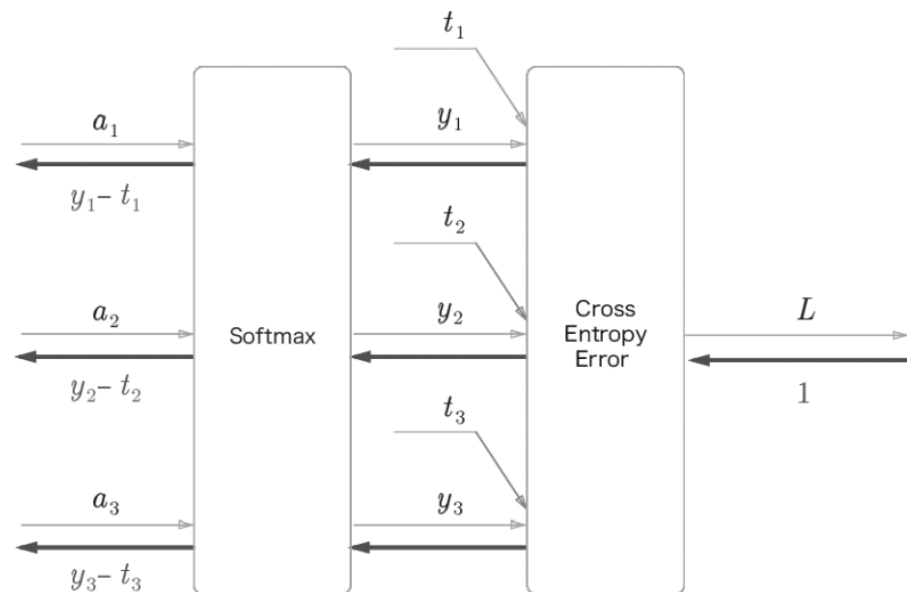 t₁
a₁
y₁
y₁ − t₁
t₂
a₂
y₂
Softmax
Cross
Entropy
Error
L
y₂ − t₂
1
t₃
a₃
y₃
y₃ − t₃